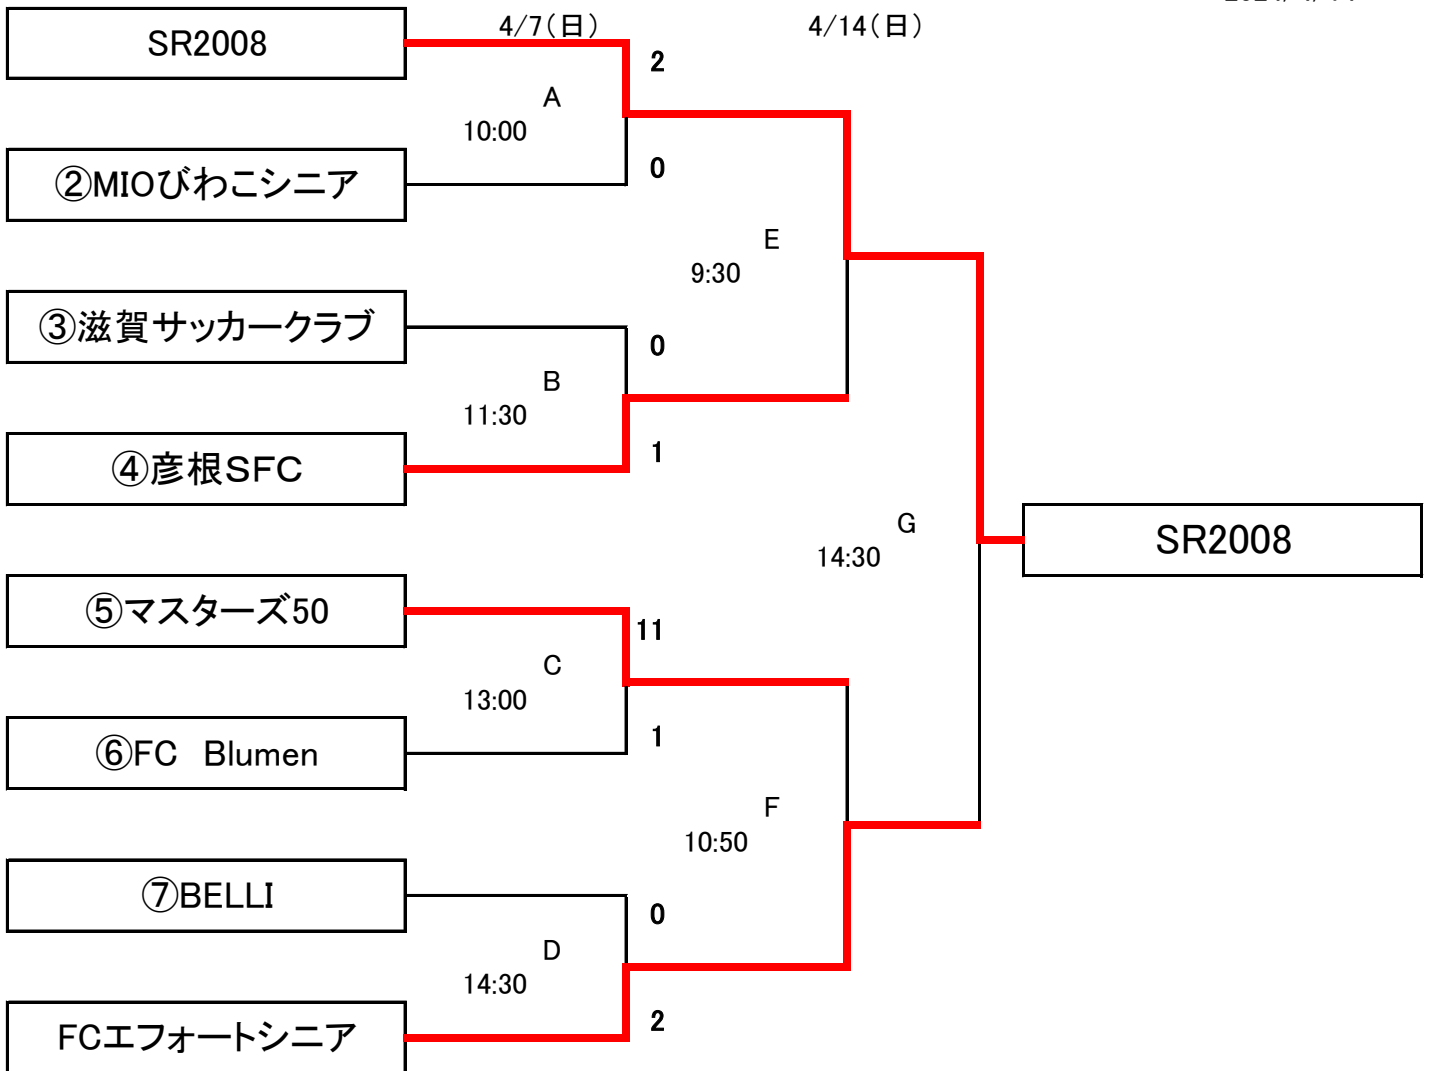 4/7(日)
4/14(日)
SR2008
2
A
10:00
0
②MIOびわこシニア
E
9:30
③滋賀サッカークラブ
0
B
11:30
1
④彦根SFC
G
14:30
SR2008
⑤マスターズ50
11
C
13:00
1
⑥FC　Blumen
F
10:50
⑦BELLI
0
D
14:30
2
FCエフォートシニア